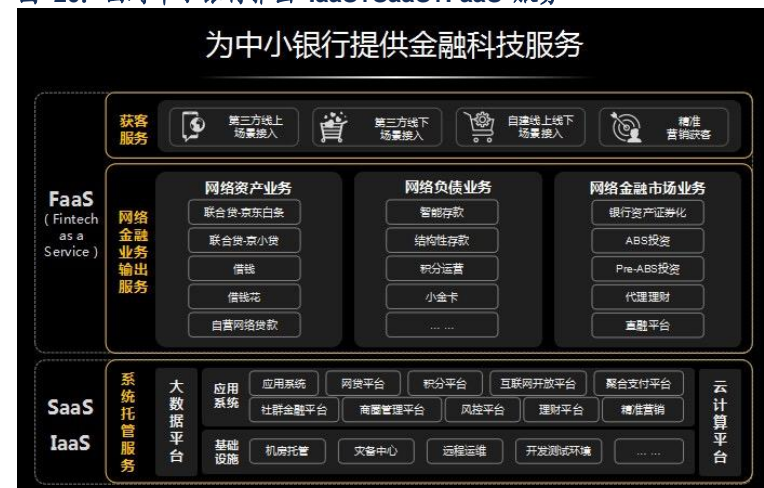 为中小银行提供金融科技服务
FaaS
( Fintech
as a
Service )
获客
服务
第三方线上
场景接入
第三方线下
场景接入
自建线上线下
场景接入
精准
营销获客
网络
金融
业务
输出
服务
网络资产业务
联合贷-京东白条
联合贷-京小贷
借钱
借钱花
自营网络贷款
网络负债业务
智能存款
结构性存款
积分运营
小金卡
... ...
网络金融市场业务
银行资产证券化
ABS投资
Pre-ABS投资
代理理财
直融平台
SaaS
IaaS
系统托管服务
大数据平台
应用
系统
应用系统
网贷平台
积分平台
互联网开放平台
聚合支付平台
社群金融平台
商圈管理平台
风控平台
理财平台
精准营销
基础
设施
机房托管
灾备中心
远程运维
开发测试环境
... ...
云计算平台